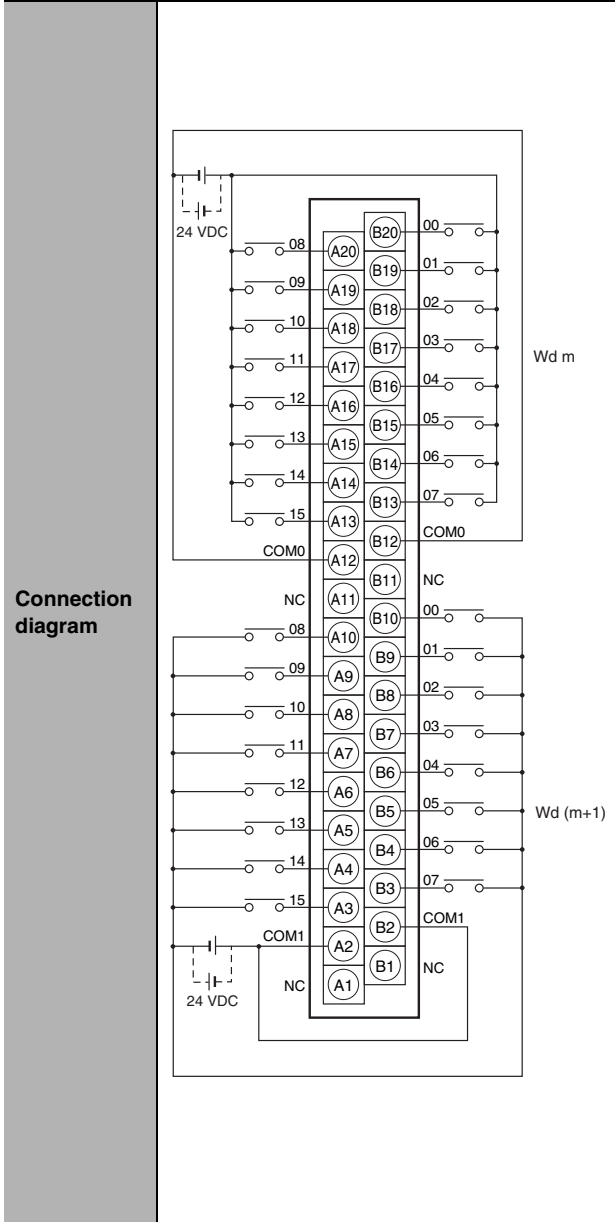 Connection
diagram
24 VDC
08 A20 B20 00
09 A19 B19 01
10 A18 B18 02
11 A17 B17 03
Wd m
12 A16 B16 04
13 A15 B15 05
14 A14 B14 06
15 A13 B13 07
COM0 A12 B12 COM0
NC A11 B11 NC
08 A10 B10 00
09 A9 B9 01
10 A8 B8 02
11 A7 B7 03
12 A6 B6 04
13 A5 B5 05
Wd (m+1)
14 A4 B4 06
15 A3 B3 07
COM1 A2 B2 COM1
NC A1 B1 NC
24 VDC